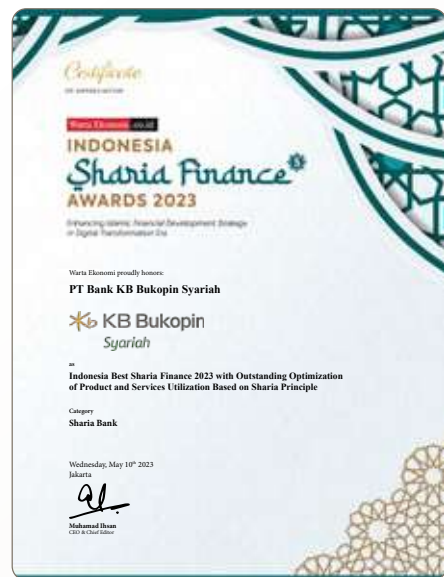 Certificate
OF APPRECIATION
Warta Ekonomi .co.id
INDONESIA
Sharia Finance
AWARDS 2023
Enhancing Islamic Financial Development Strategy
in Digital Transformation Era
Warta Ekonomi proudly honors:
PT Bank KB Bukopin Syariah
KB Bukopin
Syariah
as
Indonesia Best Sharia Finance 2023 with Outstanding Optimization
of Product and Services Utilization Based on Sharia Principle
Category
Sharia Bank
Wednesday, May 10th 2023
Jakarta
Muhamad Ihsan
CEO & Chief Editor